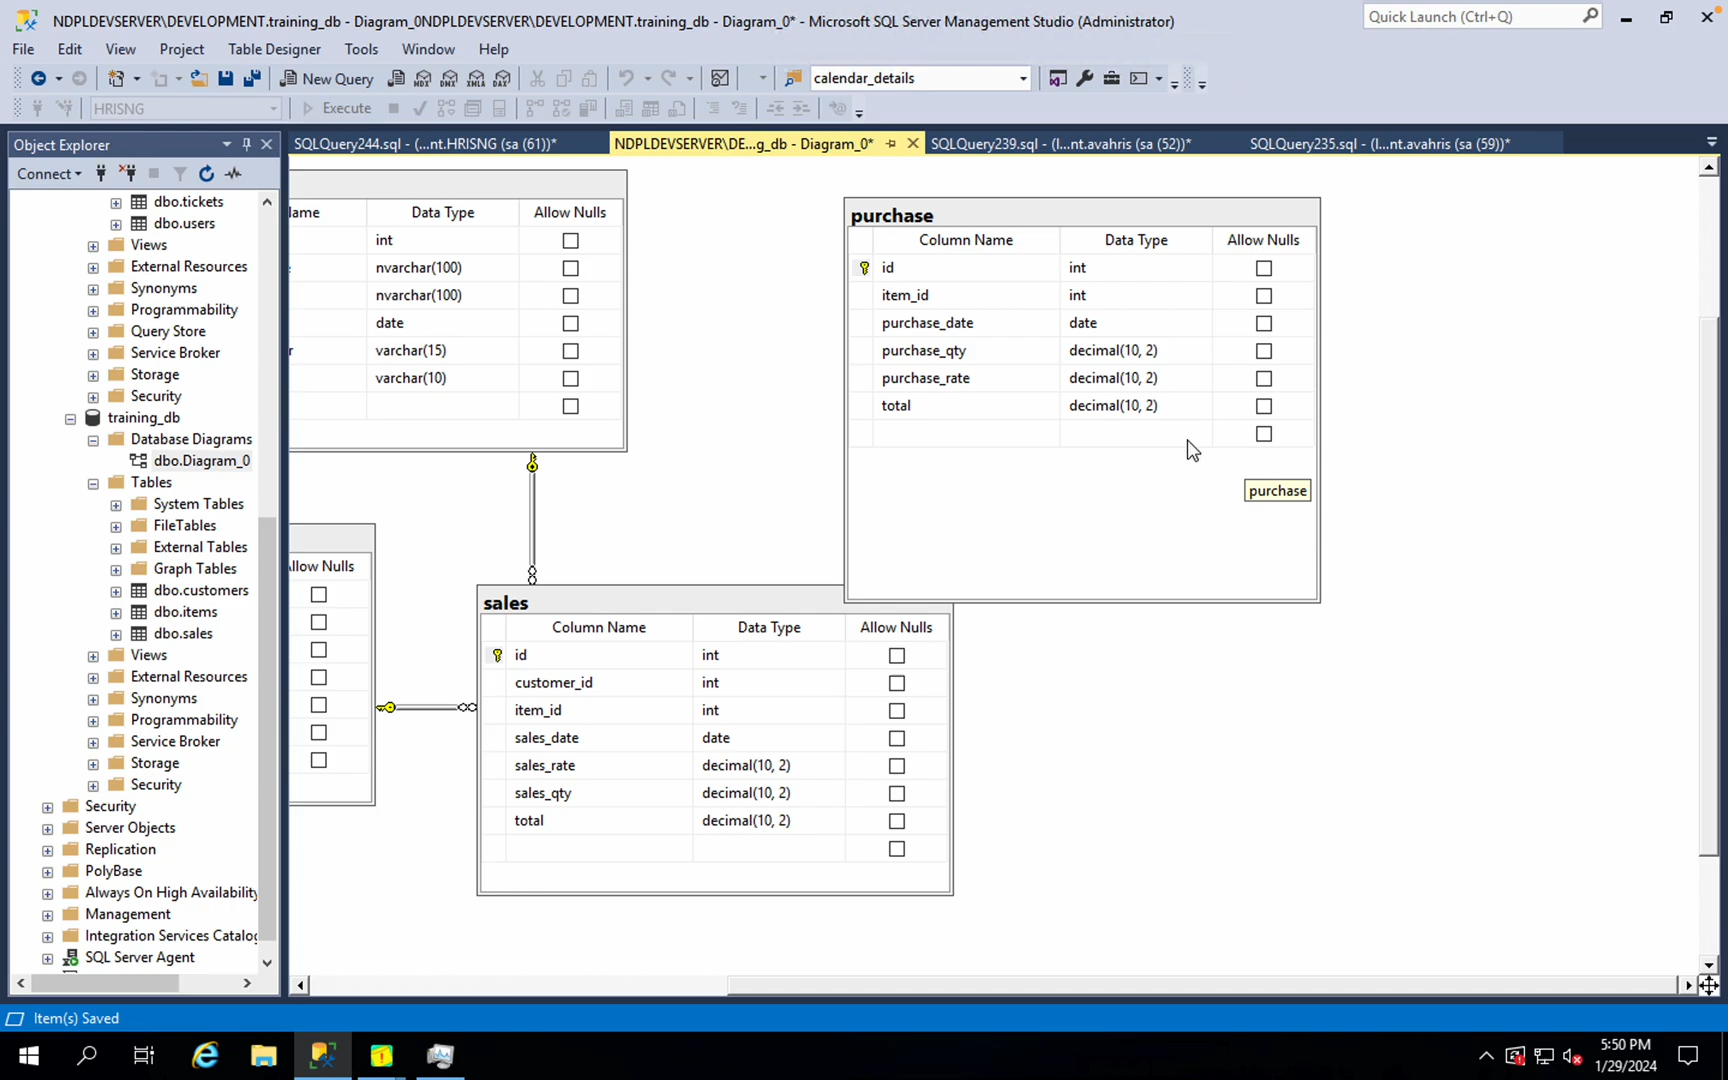 NDPLDEVSERVER\DEVELOPMENT.training_db - Diagram_0NDPLDEVSERVER\DEVELOPMENT.training_db - Diagram_0* - Microsoft SQL Server Management Studio (Administrator)
Quick Launch (Ctrl+Q)
File Edit View Project Table Designer Tools Window Help
New Query MDX DMX XMLA DAX calendar_details
HRISNG Execute
Object Explorer
SQLQuery244.sql - (...nt.HRISNG (sa (61))*
NDPLDEVSERVER\DE...g_db - Diagram_0*
SQLQuery239.sql - (l...nt.avahris (sa (52))*
SQLQuery235.sql - (l...nt.avahris (sa (59))*
Connect
dbo.tickets
dbo.users
Views
External Resources
Synonyms
Programmability
Query Store
Service Broker
Storage
Security
training_db
Database Diagrams
dbo.Diagram_0
Tables
System Tables
FileTables
External Tables
Graph Tables
dbo.customers
dbo.items
dbo.sales
Views
External Resources
Synonyms
Programmability
Service Broker
Storage
Security
Security
Server Objects
Replication
PolyBase
Always On High Availability
Management
Integration Services Catalo
SQL Server Agent
ame Data Type Allow Nulls
int
nvarchar(100)
nvarchar(100)
date
r varchar(15)
varchar(10)
purchase
Column Name Data Type Allow Nulls
id int
item_id int
purchase_date date
purchase_qty decimal(10, 2)
purchase_rate decimal(10, 2)
total decimal(10, 2)
purchase
llow Nulls
sales
Column Name Data Type Allow Nulls
id int
customer_id int
item_id int
sales_date date
sales_rate decimal(10, 2)
sales_qty decimal(10, 2)
total decimal(10, 2)
Item(s) Saved
5:50 PM
1/29/2024